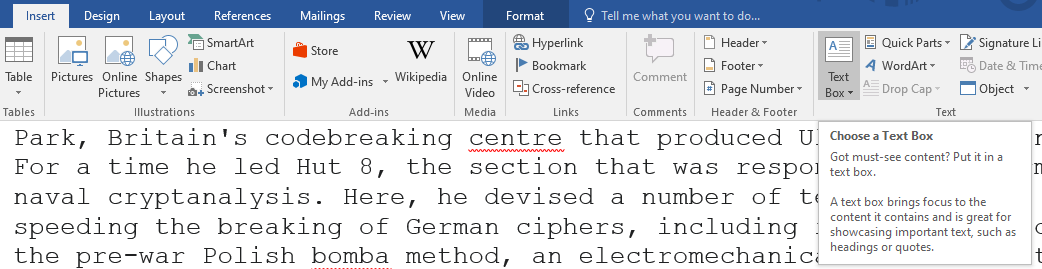 Insert Design Layout References Mailings Review View Format Tell me what you want to do...
Table
Tables
Pictures Online Pictures Shapes
SmartArt
Chart
Screenshot
Illustrations
Store
My Add-ins
Wikipedia
Add-ins
Online Video
Media
Hyperlink
Bookmark
Cross-reference
Links
Comment
Comments
Header
Footer
Page Number
Header & Footer
Text Box
Quick Parts
WordArt
Drop Cap
Signature Li
Date & Time
Object
Text
Park, Britain's codebreaking centre that produced Ul
For a time he led Hut 8, the section that was respon
naval cryptanalysis. Here, he devised a number of te
speeding the breaking of German ciphers, including i
the pre-war Polish bomba method, an electromechanica
Choose a Text Box
Got must-see content? Put it in a
text box.
A text box brings focus to the
content it contains and is great for
showcasing important text, such as
headings or quotes.